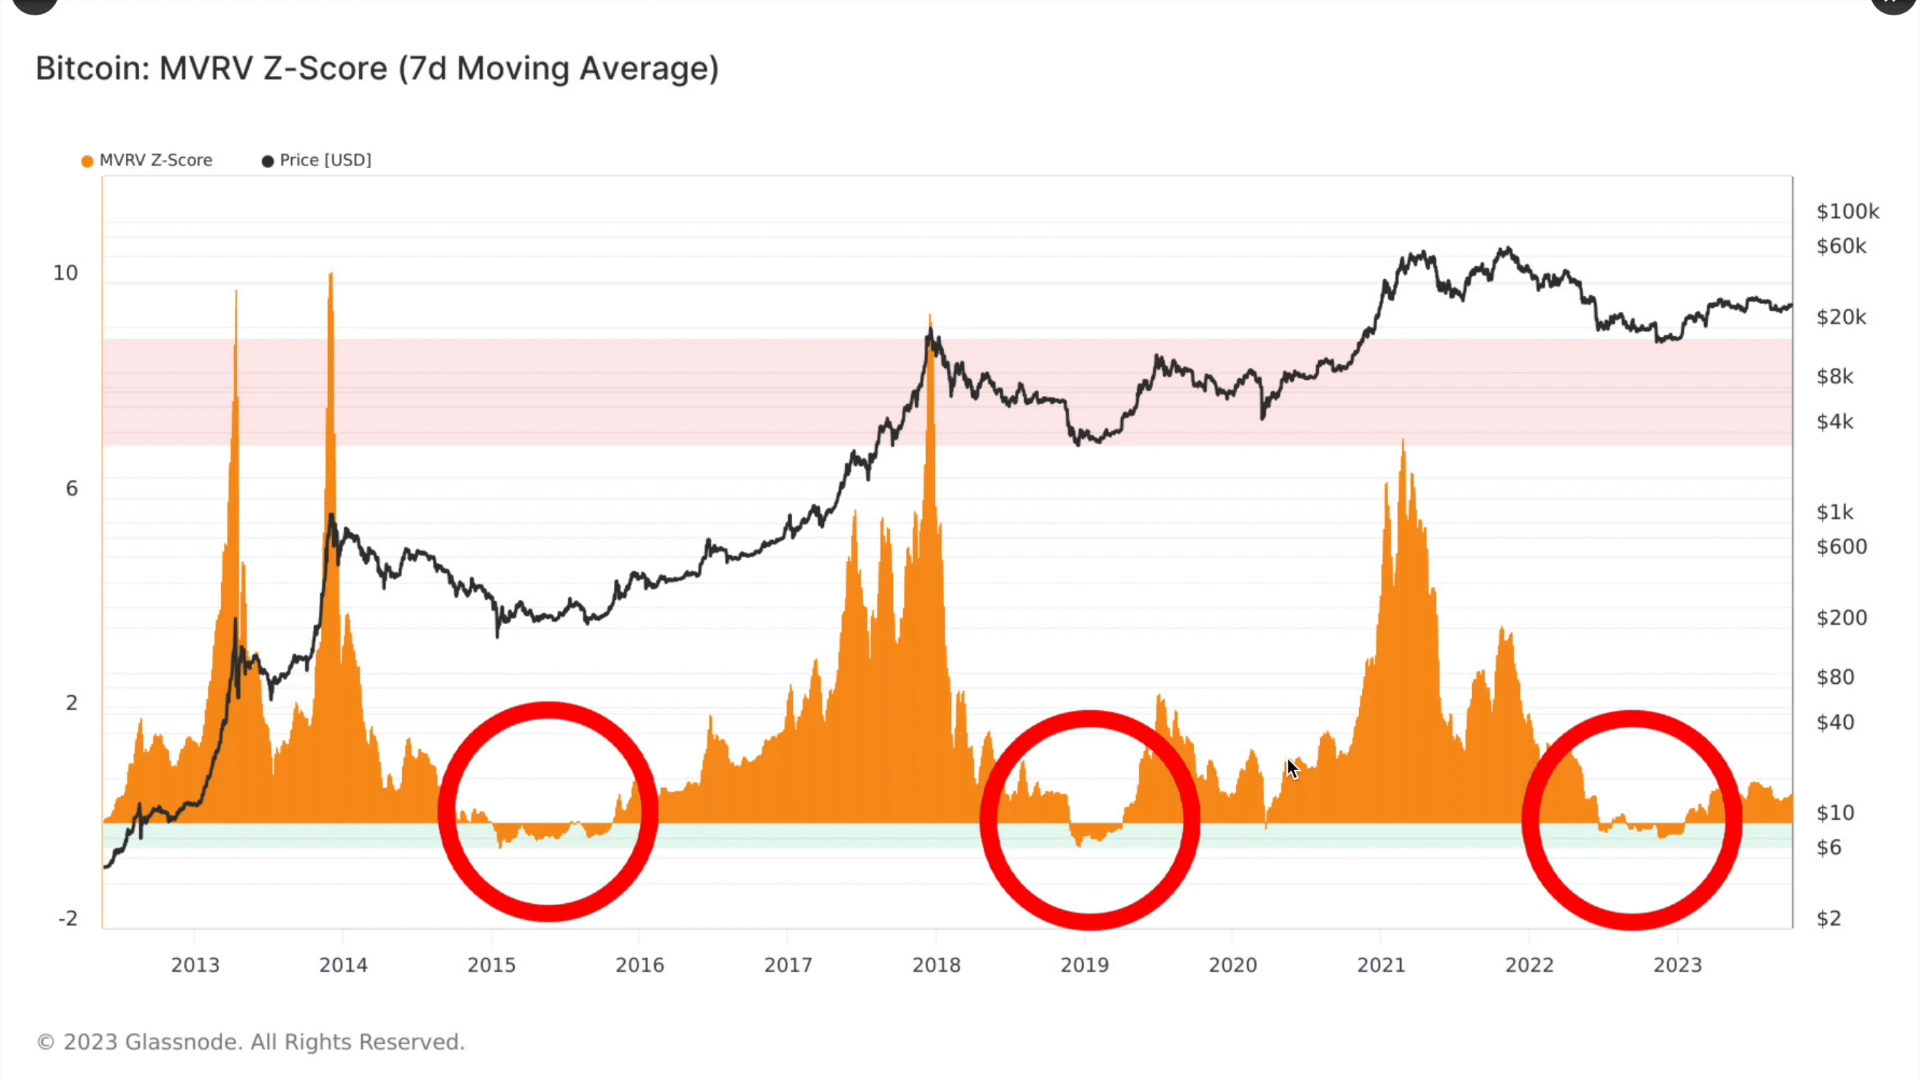 Bitcoin: MVRV Z-Score (7d Moving Average)
MVRV Z-Score Price [USD]
$100k
$60k
10
$20k
$8k
$4k
6
$1k
$600
$200
$80
2
$40
$10
$6
-2
$2
2013 2014 2015 2016 2017 2018 2019 2020 2021 2022 2023
© 2023 Glassnode. All Rights Reserved.